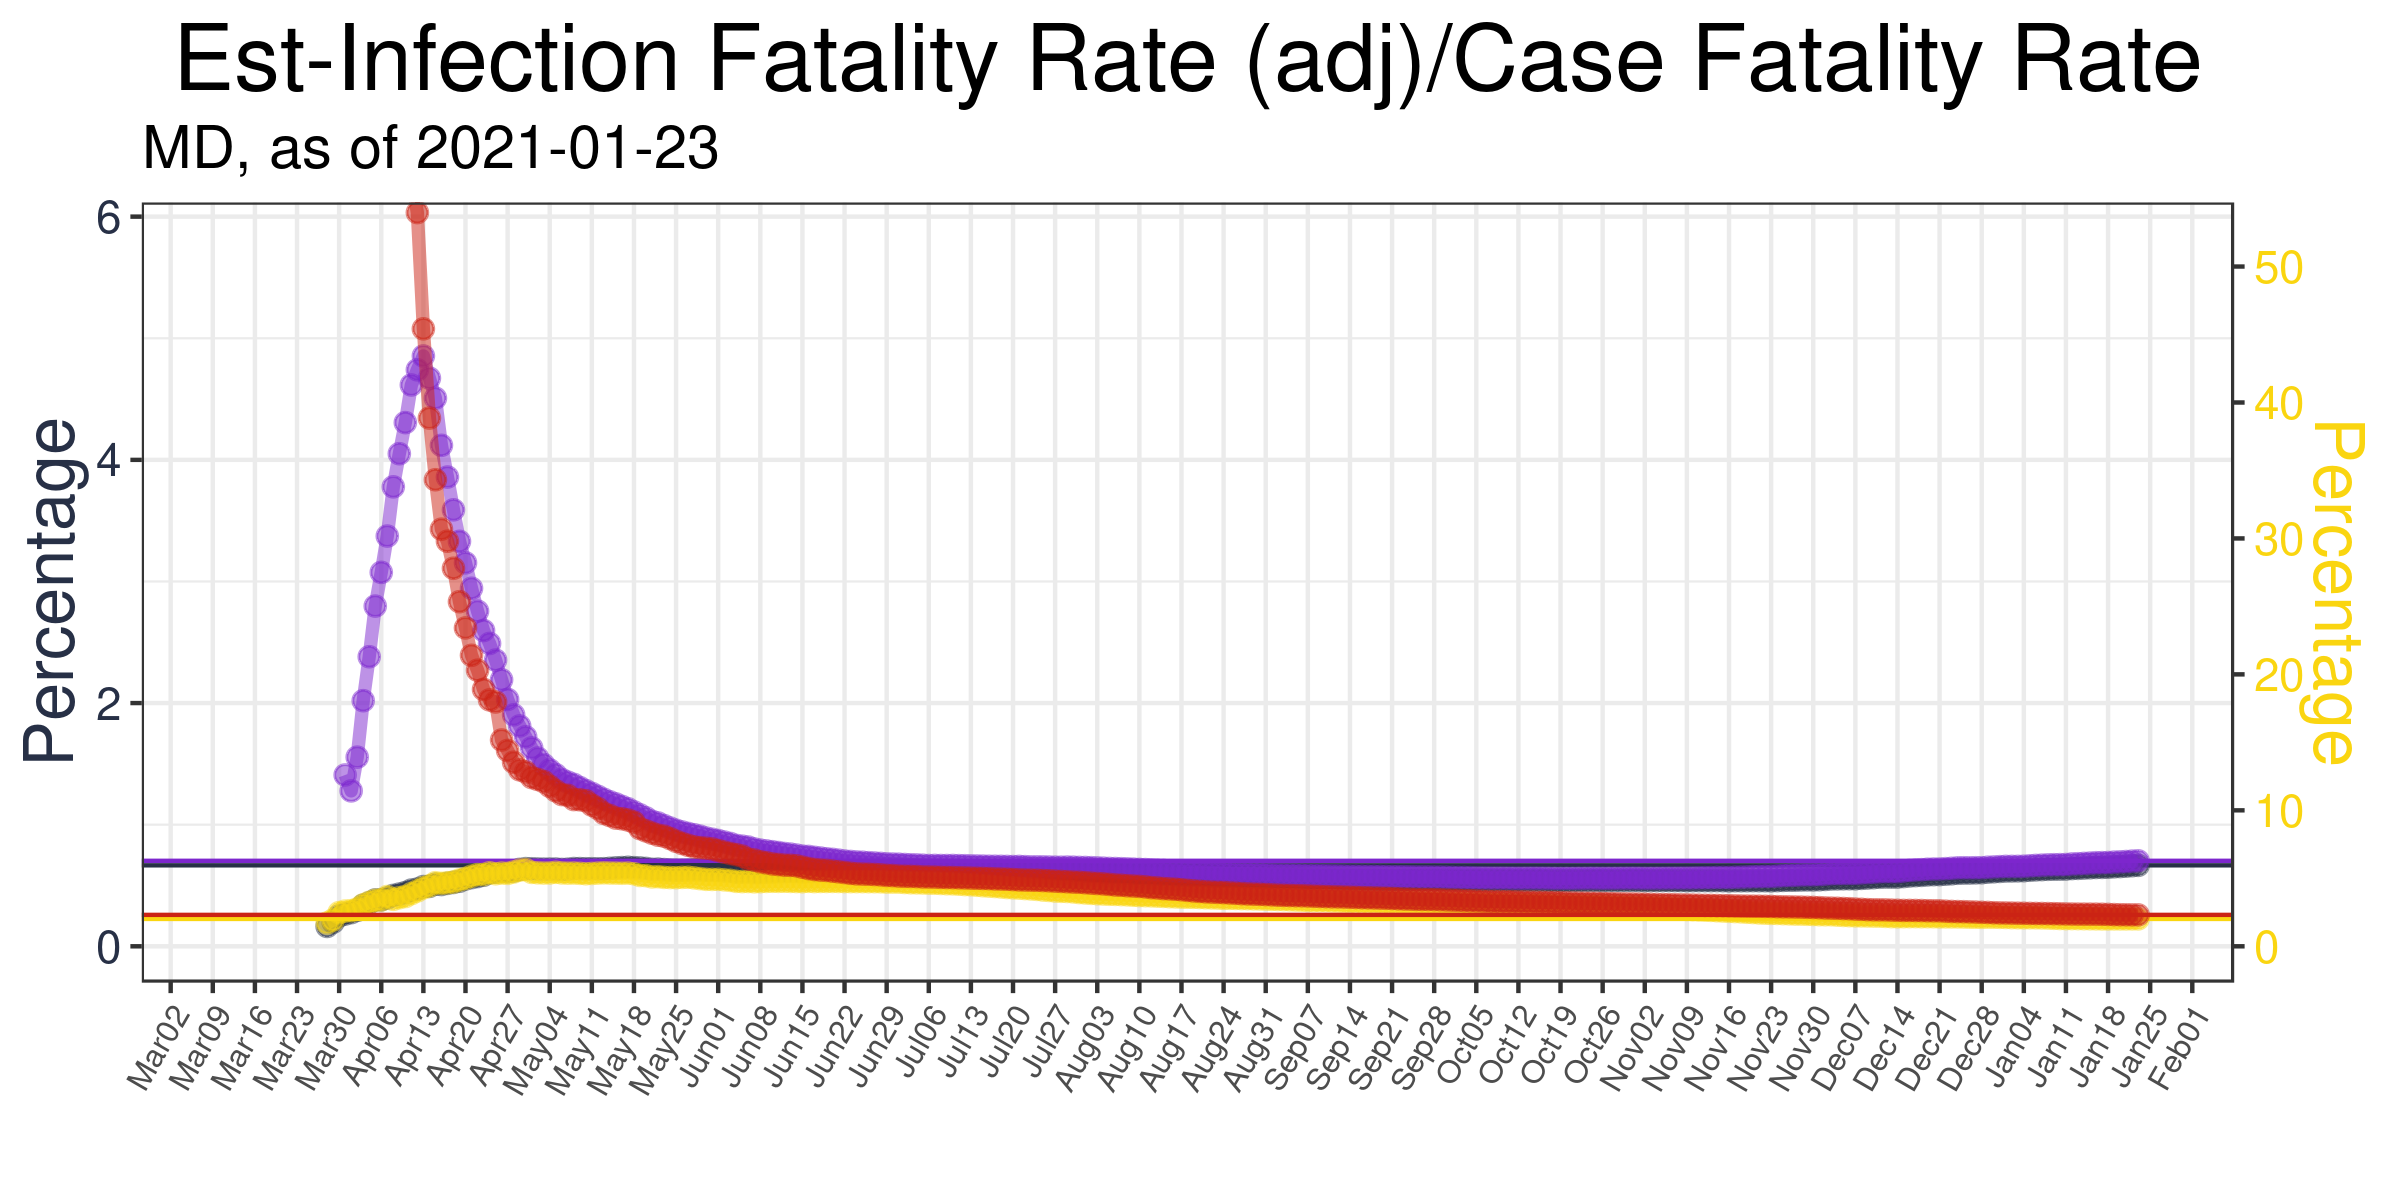 Est-Infection Fatality Rate (adj)/Case Fatality Rate
MD, as of 2021-01-23
Percentage
6
4
2
0
50
40
30
20
10
0
Percentage
Mar02 Mar09 Mar16 Mar23 Mar30 Apr06 Apr13 Apr20 Apr27 May04 May11 May18 May25 Jun01 Jun08 Jun15 Jun22 Jun29 Jul06 Jul13 Jul20 Jul27 Aug03 Aug10 Aug17 Aug24 Aug31 Sep07 Sep14 Sep21 Sep28 Oct05 Oct12 Oct19 Oct26 Nov02 Nov09 Nov16 Nov23 Nov30 Dec07 Dec14 Dec21 Dec28 Jan04 Jan11 Jan18 Jan25 Feb01